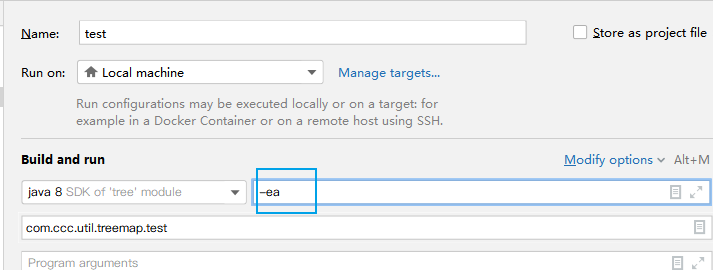 Name:
test
Store as project file
Run on:
Local machine
Manage targets...
Run configurations may be executed locally or on a target: for
example in a Docker Container or on a remote host using SSH.
Build and run
Modify options
Alt+M
java 8 SDK of 'tree' module
-ea
com.ccc.util.treemap.test
Program arguments